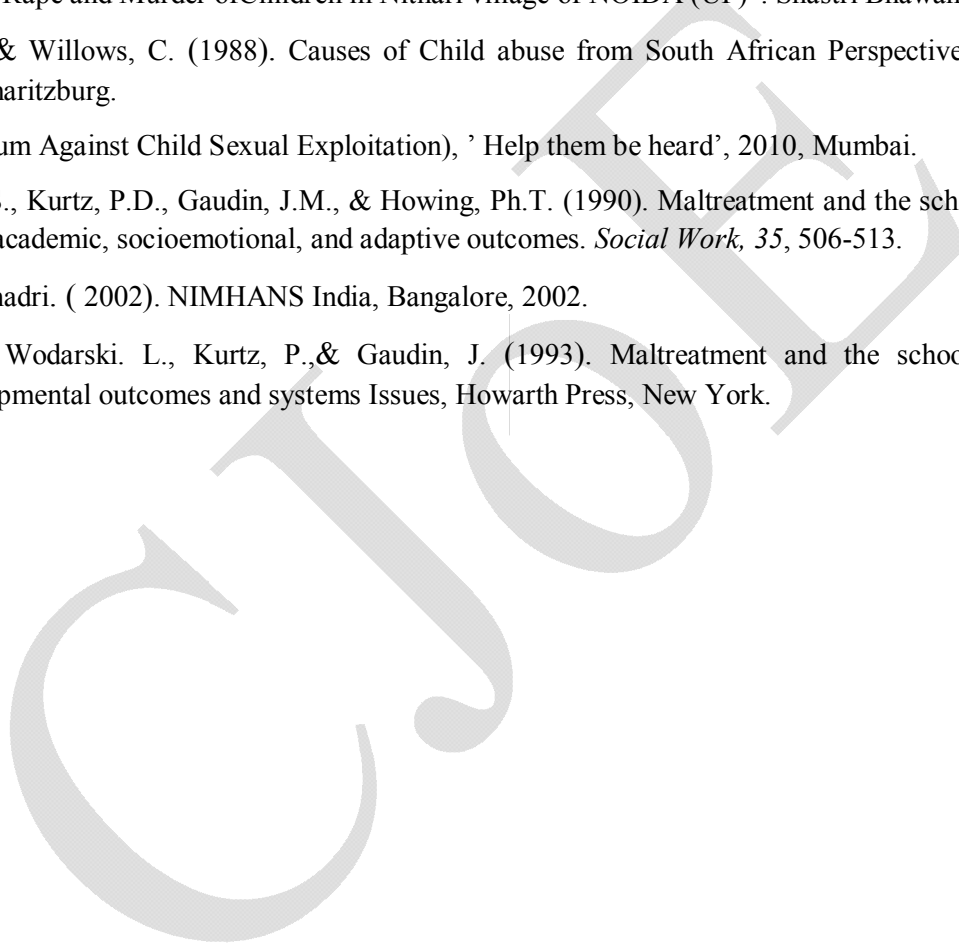 Rape and Murder ofChildren in Nithari village of NOIDA (UP)". Shastri Bhawan
& Willows, C. (1988). Causes of Child abuse from South African Perspective
naritzburg.
um Against Child Sexual Exploitation), ’ Help them be heard’, 2010, Mumbai.
., Kurtz, P.D., Gaudin, J.M., & Howing, Ph.T. (1990). Maltreatment and the sch
academic, socioemotional, and adaptive outcomes. Social Work, 35, 506-513.
nadri. ( 2002). NIMHANS India, Bangalore, 2002.
Wodarski. L., Kurtz, P.,& Gaudin, J. (1993). Maltreatment and the schoo
pmental outcomes and systems Issues, Howarth Press, New York.
CJoE